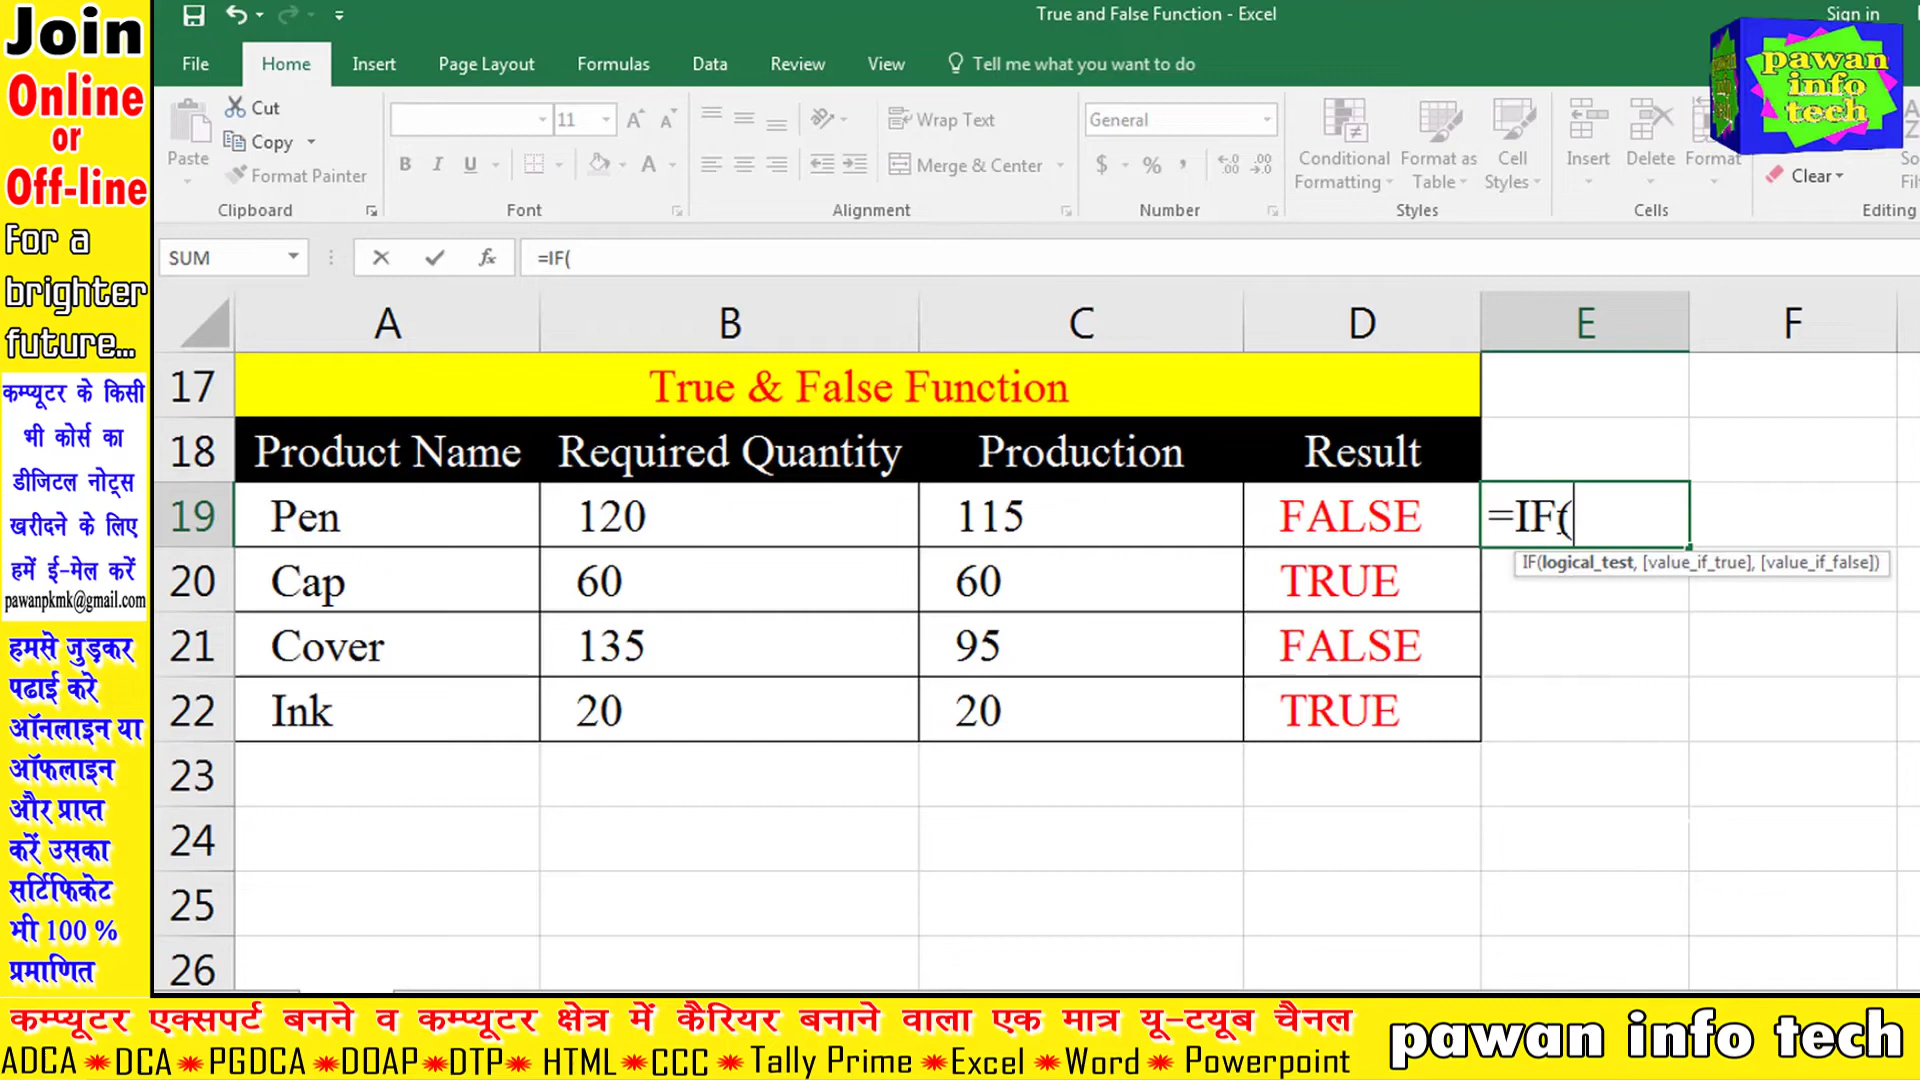 Join
Online
or
Off-line
For a
brighter
future...
कम्प्यूटर के किसी
भी कोर्स का
डीजिटल नोट्स
खरीदने के लिए
हमें ई-मेल करें
pawanpkmk@gmail.com
हमसे जुड़कर
पढाई करे
ऑनलाइन या
ऑफलाइन
और प्राप्त
करें उसका
सर्टिफिकेट
भी 100 %
प्रमाणित
True and False Function - Excel
Sign in
File Home Insert Page Layout Formulas Data Review View Tell me what you want to do
pawan
info
tech
Paste
Cut
Copy
Format Painter
Clipboard
11
B I U
Font
Wrap Text
Merge & Center
Alignment
General
$ % ,
Number
Conditional
Formatting
Format as
Table
Cell
Styles
Styles
Insert
Delete
Format
Cells
Clear
Editing
SUM
fx
=IF(
A B C D E F
17 True & False Function
18 Product Name Required Quantity Production Result
19 Pen 120 115 FALSE =IF(
IF(logical_test, [value_if_true], [value_if_false])
20 Cap 60 60 TRUE
21 Cover 135 95 FALSE
22 Ink 20 20 TRUE
23
24
25
26
कम्प्यूटर एक्सपर्ट बनने व कम्प्यूटर क्षेत्र में कैरियर बनाने वाला एक मात्र यू-टयूब चैनल
ADCA DCA PGDCA DOAP DTP HTML CCC Tally Prime Excel Word Powerpoint
pawan info tech